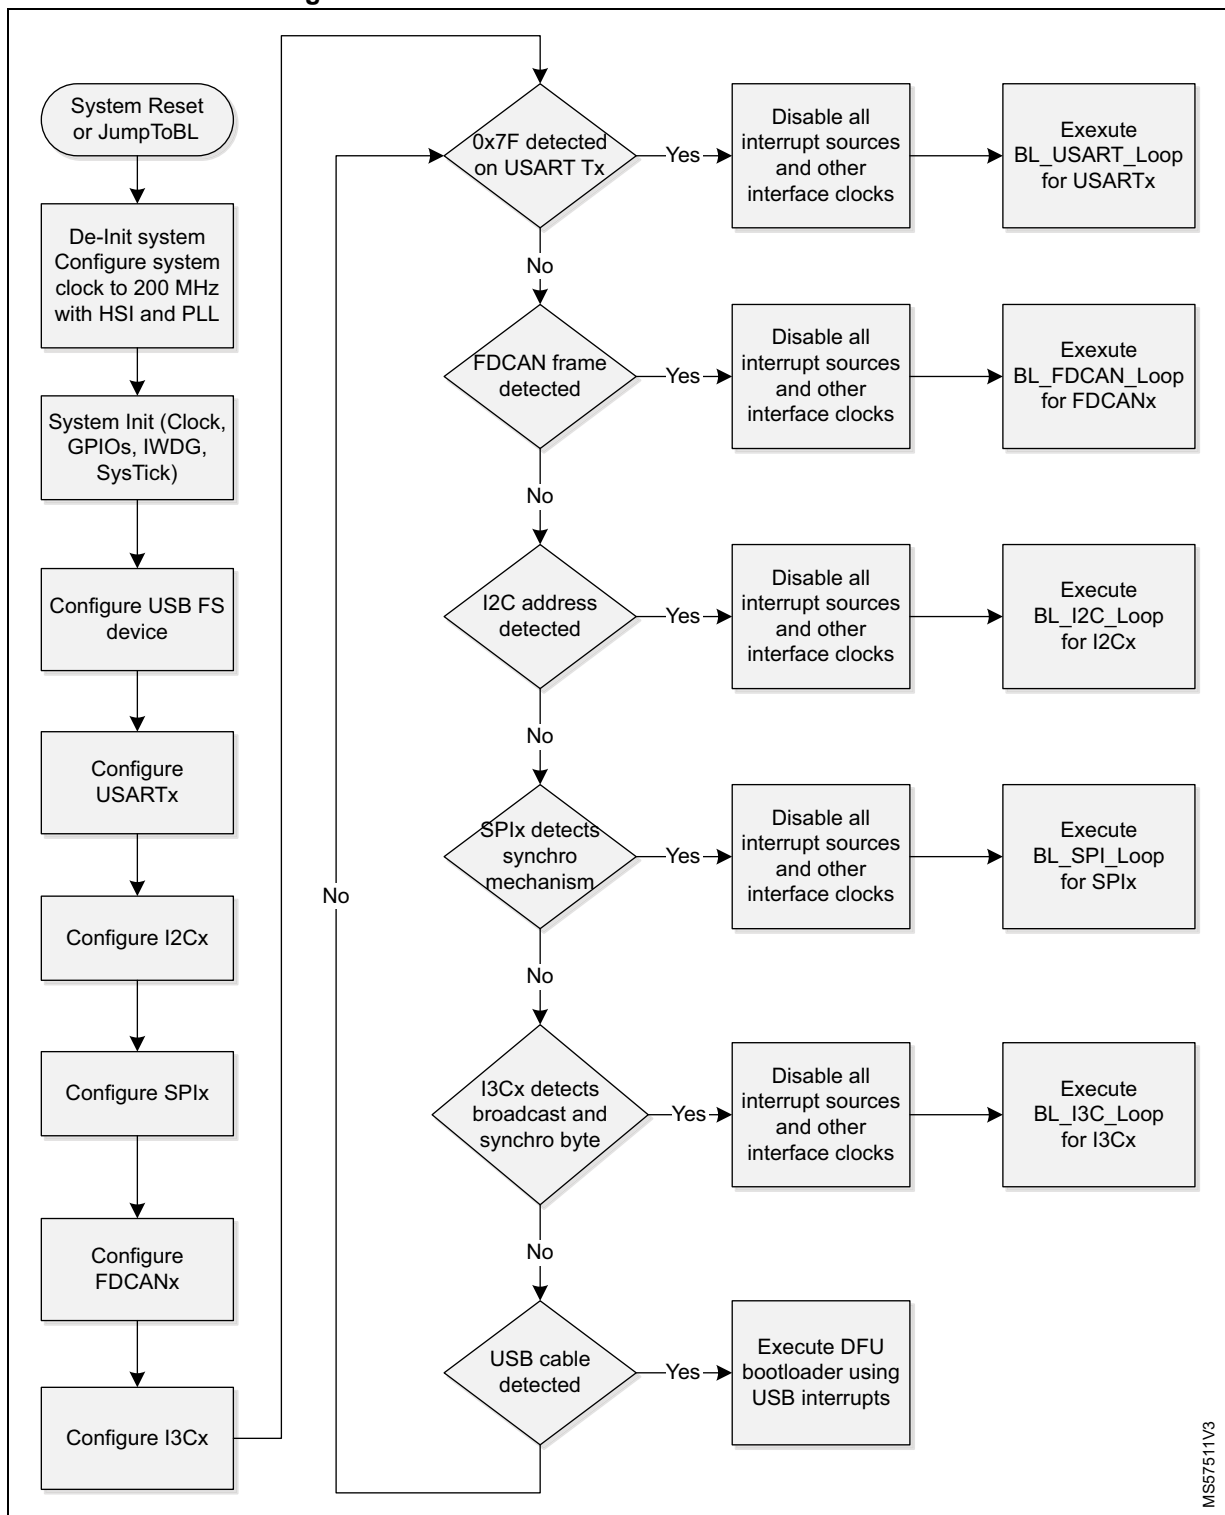 System Reset
or JumpToBL
De-Init system
Configure system
clock to 200 MHz
with HSI and PLL
System Init (Clock,
GPIOs, IWDG,
SysTick)
Configure USB FS
device
Configure
USARTx
Configure I2Cx
Configure SPIx
Configure
FDCANx
Configure I3Cx
No
0x7F detected
on USART Tx
Yes
Disable all
interrupt sources
and other
interface clocks
Exexute
BL_USART_Loop
for USARTx
No
FDCAN frame
detected
Yes
Disable all
interrupt sources
and other
interface clocks
Exexute
BL_FDCAN_Loop
for FDCANx
No
I2C address
detected
Yes
Disable all
interrupt sources
and other
interface clocks
Execute
BL_I2C_Loop
for I2Cx
No
SPIx detects
synchro
mechanism
Yes
Disable all
interrupt sources
and other
interface clocks
Execute
BL_SPI_Loop
for SPIx
No
I3Cx detects
broadcast and
synchro byte
Yes
Disable all
interrupt sources
and other
interface clocks
Execute
BL_I3C_Loop
for I3Cx
No
USB cable
detected
Yes
Execute DFU
bootloader using
USB interrupts
MS57511V3